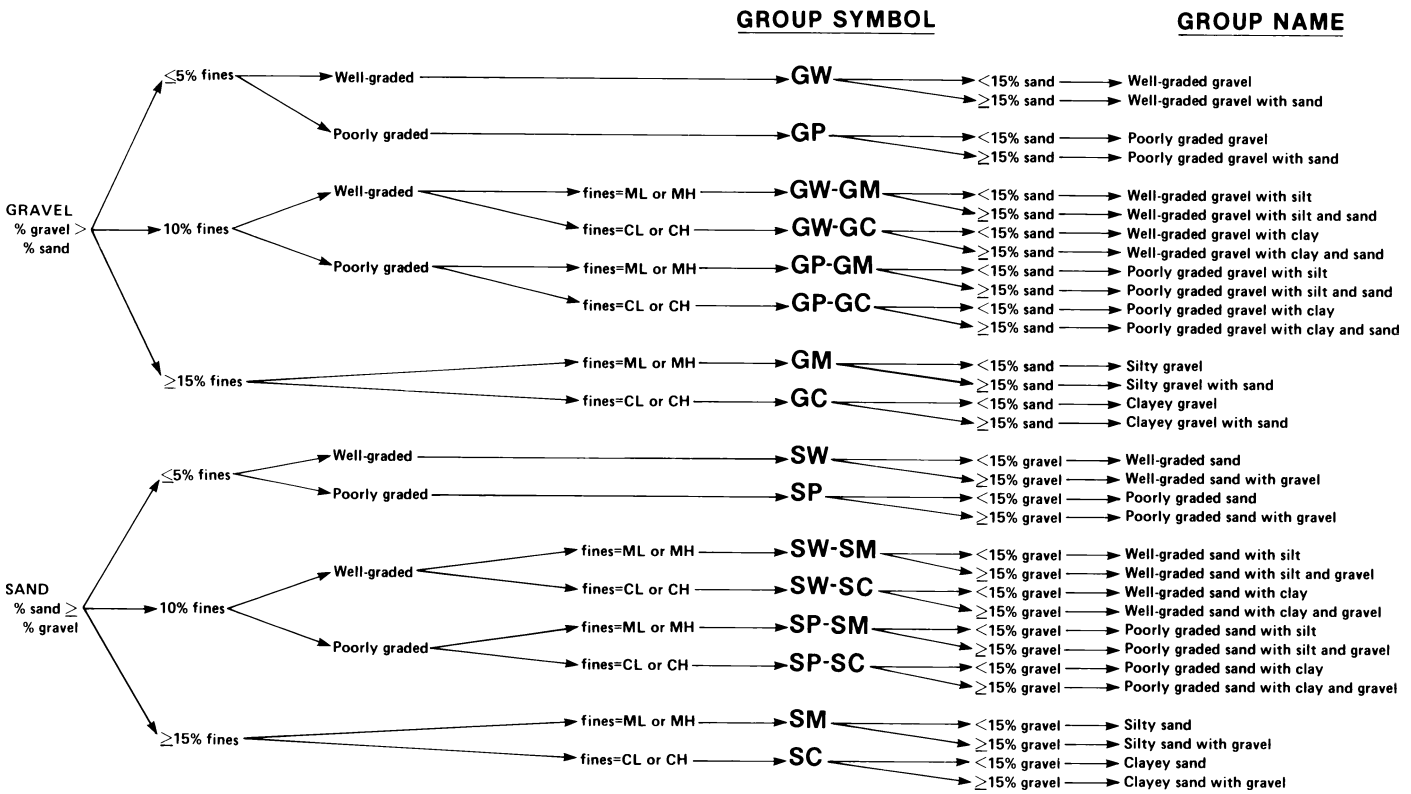 GROUP SYMBOL GROUP NAME
≤5% fines Well-graded GW <15% sand Well-graded gravel
≥15% sand Well-graded gravel with sand
Poorly graded GP <15% sand Poorly graded gravel
≥15% sand Poorly graded gravel with sand
GRAVEL
% gravel >
% sand
10% fines Well-graded fines=ML or MH GW-GM <15% sand Well-graded gravel with silt
≥15% sand Well-graded gravel with silt and sand
fines=CL or CH GW-GC <15% sand Well-graded gravel with clay
≥15% sand Well-graded gravel with clay and sand
Poorly graded fines=ML or MH GP-GM <15% sand Poorly graded gravel with silt
≥15% sand Poorly graded gravel with silt and sand
fines=CL or CH GP-GC <15% sand Poorly graded gravel with clay
≥15% sand Poorly graded gravel with clay and sand
≥15% fines fines=ML or MH GM <15% sand Silty gravel
≥15% sand Silty gravel with sand
fines=CL or CH GC <15% sand Clayey gravel
≥15% sand Clayey gravel with sand
≤5% fines Well-graded SW <15% gravel Well-graded sand
≥15% gravel Well-graded sand with gravel
Poorly graded SP <15% gravel Poorly graded sand
≥15% gravel Poorly graded sand with gravel
SAND
% sand ≥
% gravel
10% fines Well-graded fines=ML or MH SW-SM <15% gravel Well-graded sand with silt
≥15% gravel Well-graded sand with silt and gravel
fines=CL or CH SW-SC <15% gravel Well-graded sand with clay
≥15% gravel Well-graded sand with clay and gravel
Poorly graded fines=ML or MH SP-SM <15% gravel Poorly graded sand with silt
≥15% gravel Poorly graded sand with silt and gravel
fines=CL or CH SP-SC <15% gravel Poorly graded sand with clay
≥15% gravel Poorly graded sand with clay and gravel
≥15% fines fines=ML or MH SM <15% gravel Silty sand
≥15% gravel Silty sand with gravel
fines=CL or CH SC <15% gravel Clayey sand
≥15% gravel Clayey sand with gravel